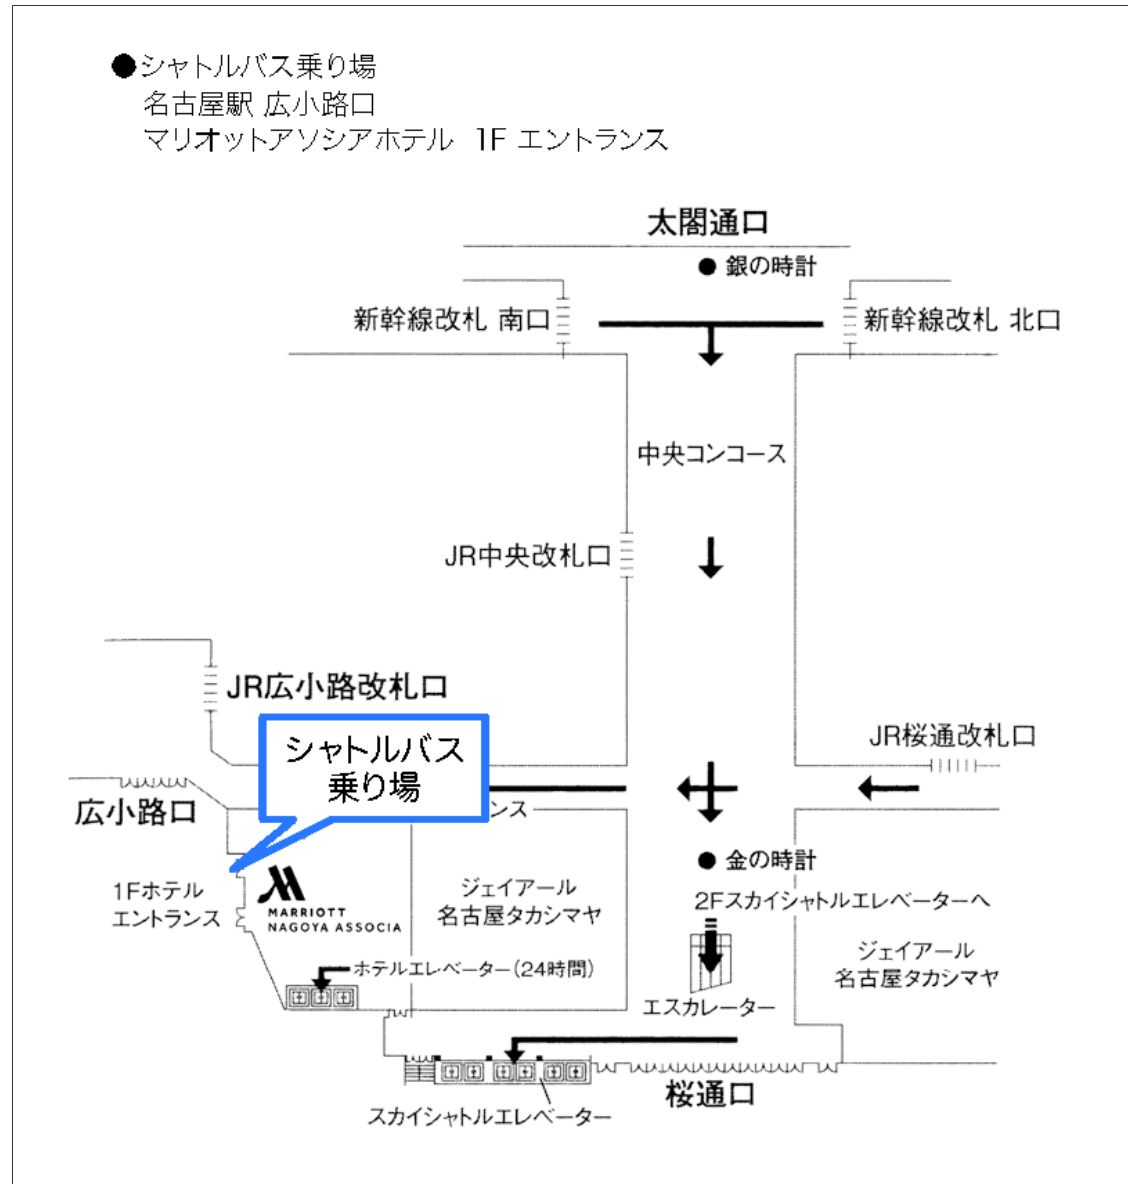 ●シャトルバス乗り場
名古屋駅 広小路口
マリオットアソシアホテル 1F エントランス
太閤通口
● 銀の時計
新幹線改札 南口
新幹線改札 北口
中央コンコース
JR中央改札口
JR広小路改札口
シャトルバス
乗り場
JR桜通改札口
広小路口
ンス
● 金の時計
1Fホテル
エントランス
MARRIOTT
NAGOYA ASSOCIA
ジェイアール
名古屋タカシマヤ
2Fスカイシャトルエレベーターへ
ジェイアール
名古屋タカシマヤ
ホテルエレベーター(24時間)
エスカレーター
桜通口
スカイシャトルエレベーター